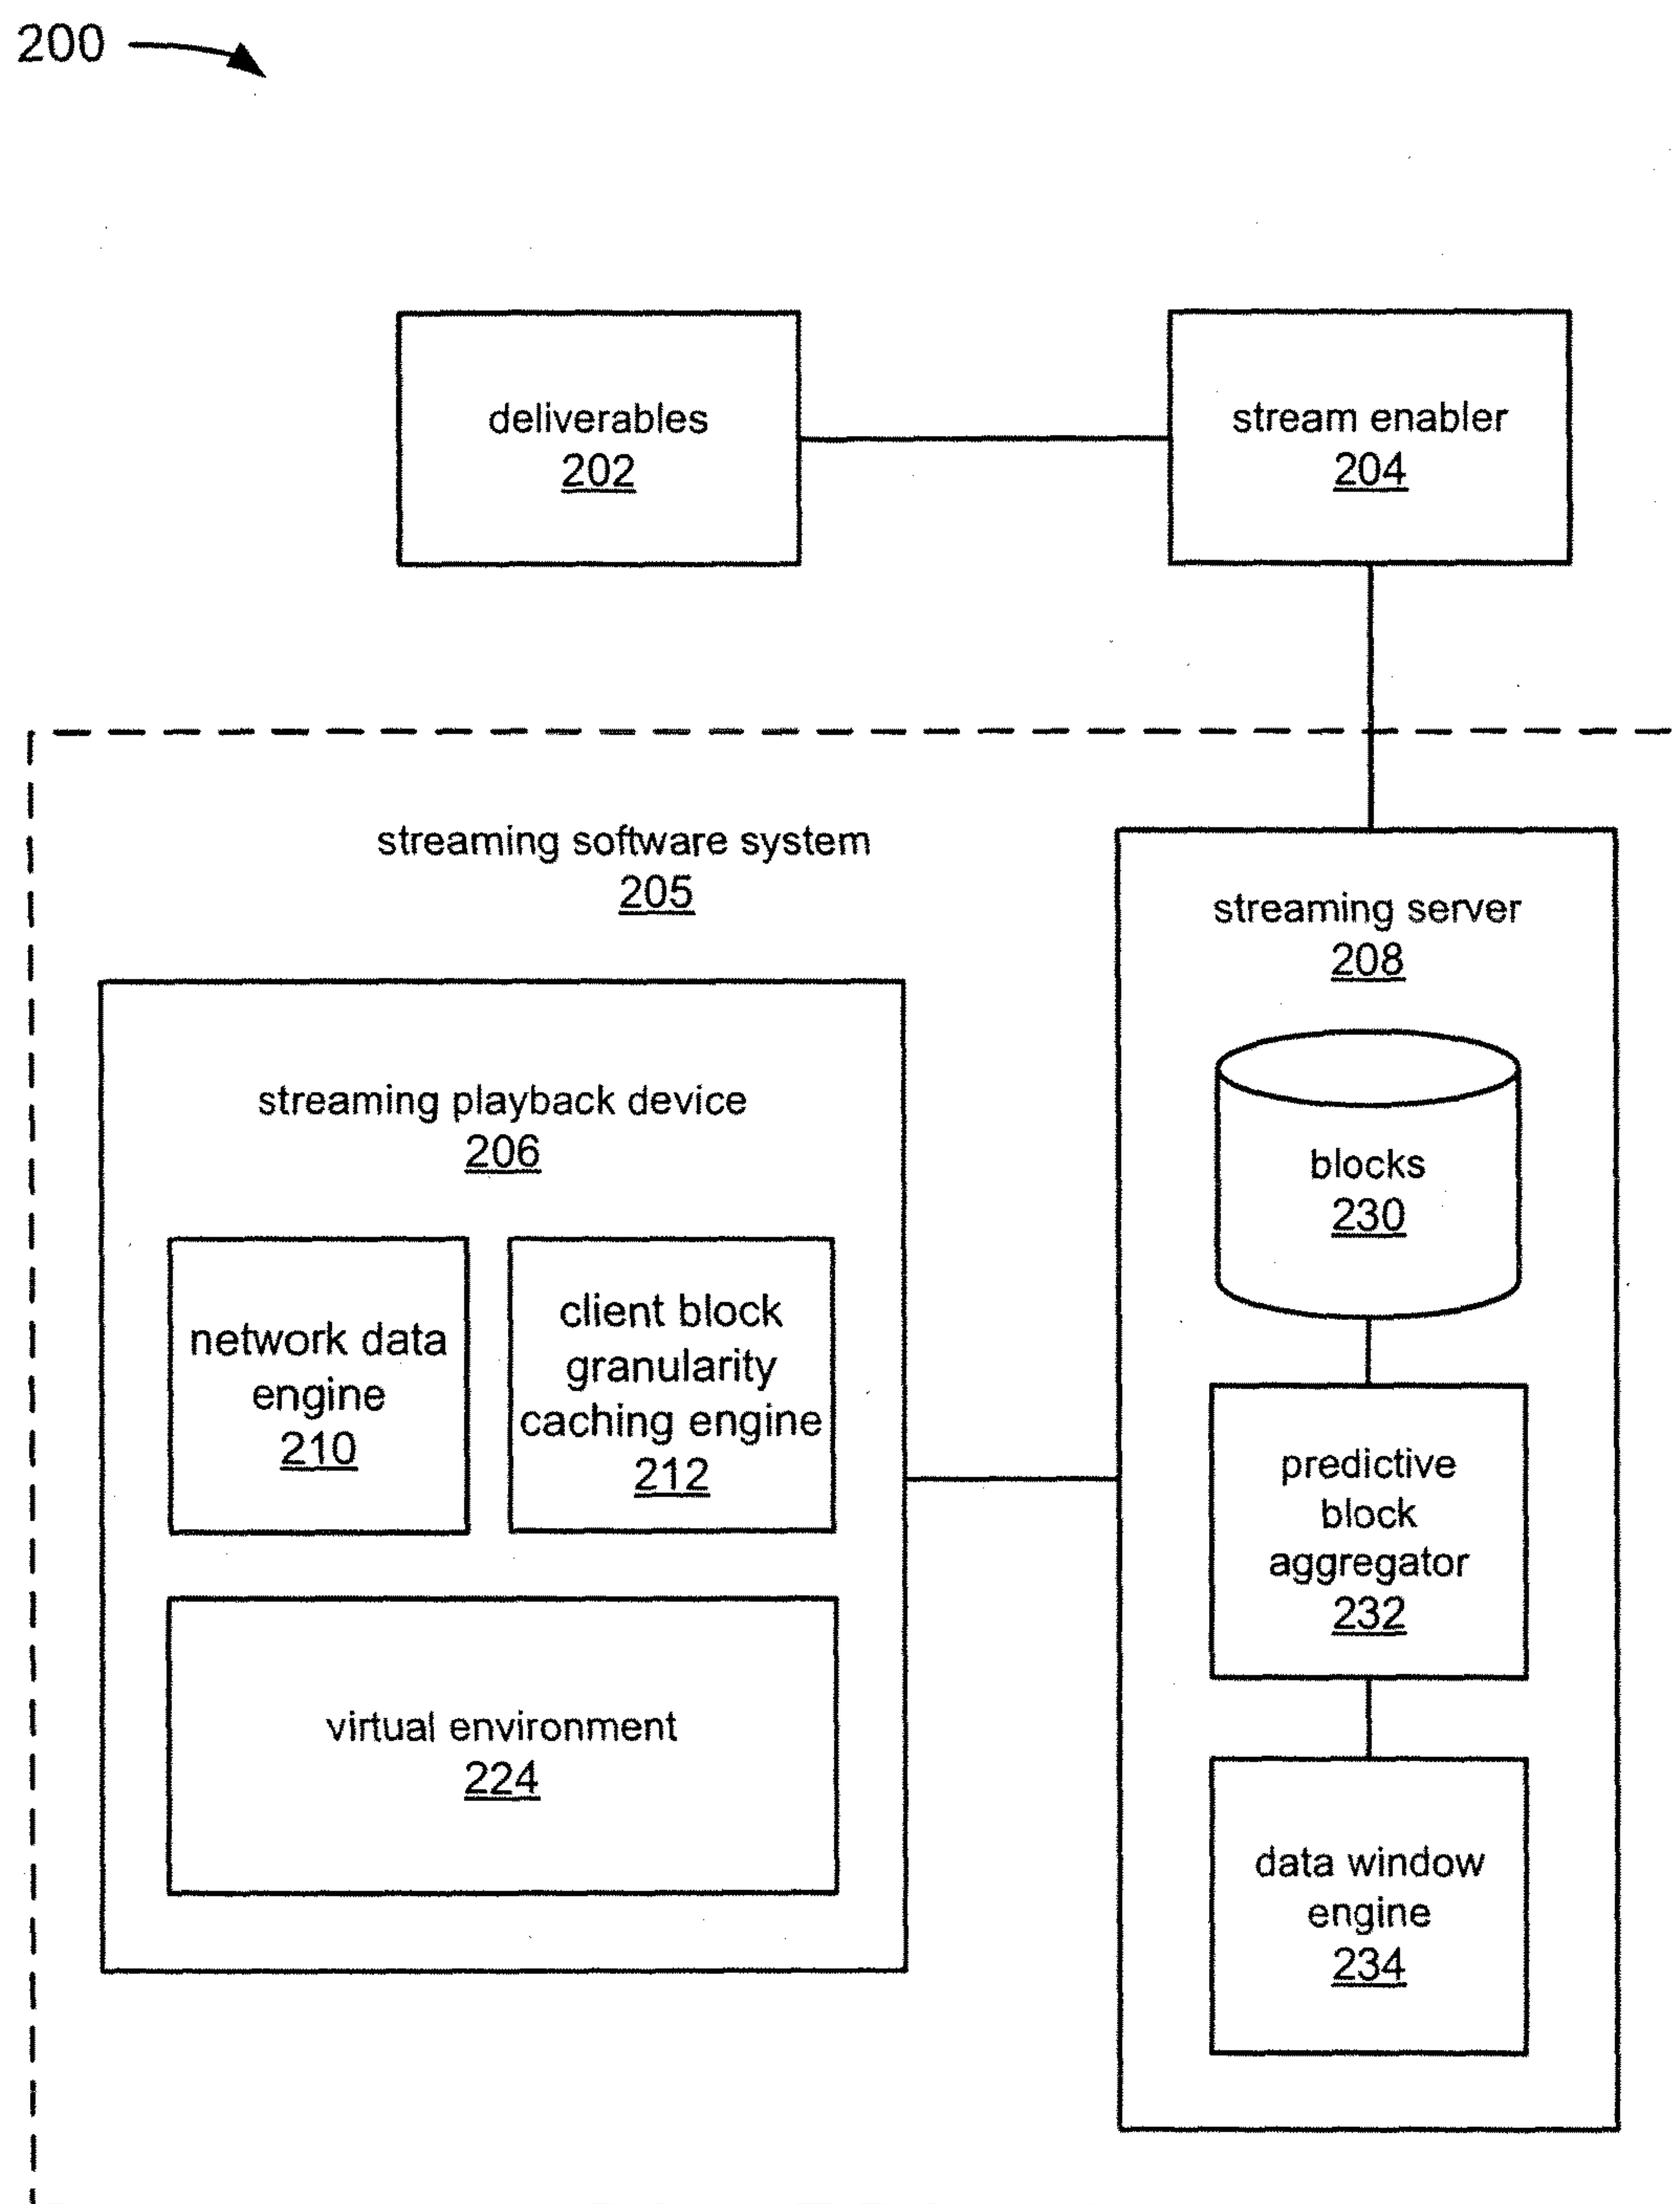 200
deliverables
202
stream enabler
204
streaming software system
205
streaming server
208
streaming playback device
206
blocks
230
network data
engine
210
client block
granularity
caching engine
212
predictive
block
aggregator
232
virtual environment
224
data window
engine
234